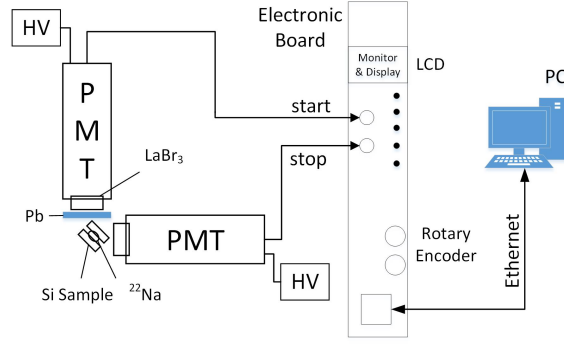 HV
Electronic
Board
Monitor
& Display
LCD
PC
P
M
T
start
LaBr₃
stop
Pb
PMT
Rotary
Encoder
Ethernet
HV
Si Sample
²²Na